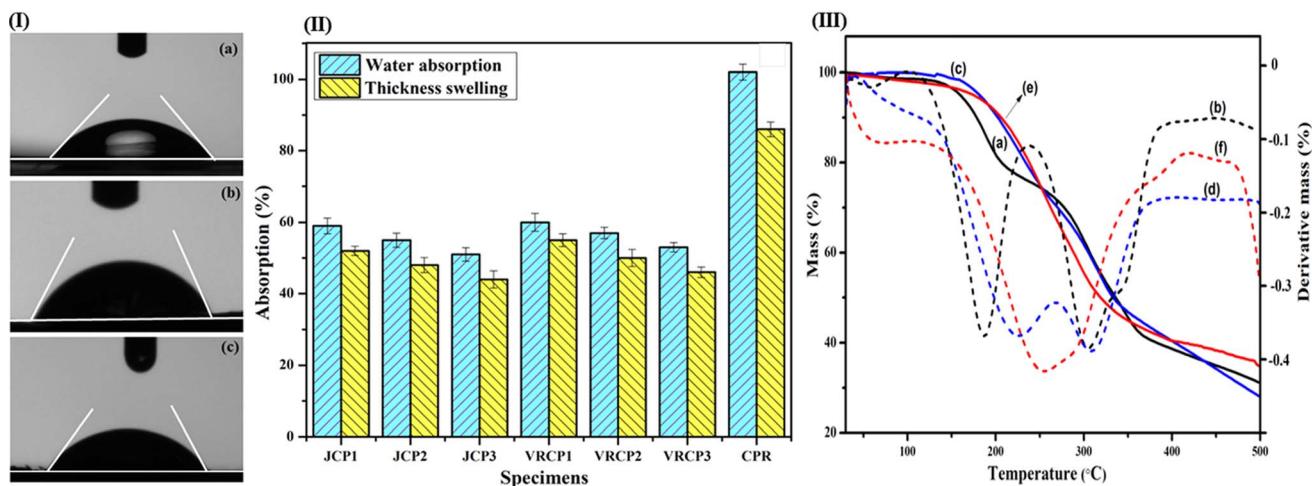 (I)
(a)
(b)
(c)
(II)
Absorption (%)
100
80
60
40
20
0
Water absorption
Thickness swelling
JCP1 JCP2 JCP3 VRCP1 VRCP2 VRCP3 CPR
Specimens
(III)
Mass (%)
100
80
60
40
20
(c)
(e)
(a)
(b)
(f)
(d)
0
-0.1
-0.2
-0.3
-0.4
Derivative mass (%)
100 200 300 400 500
Temperature (°C)